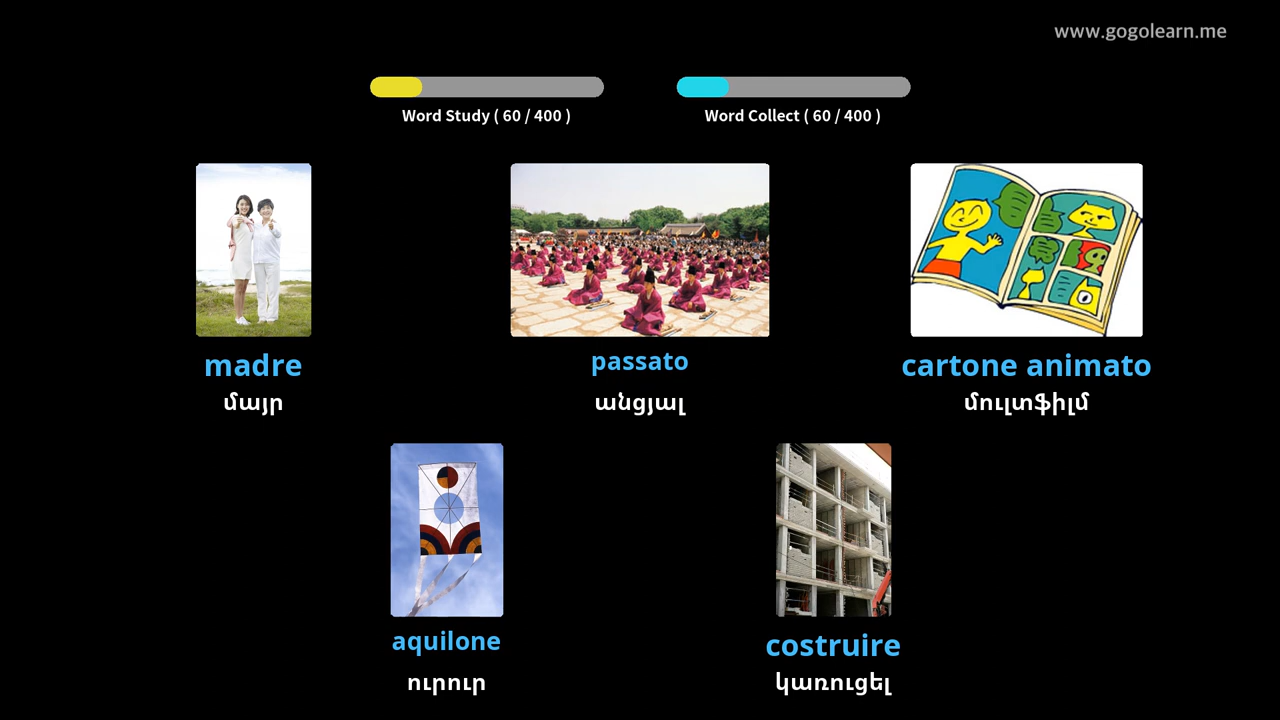 www.gogolearn.me
Word Study ( 60 / 400 )
Word Collect ( 60 / 400 )
madre
մայր
passato
անցյալ
cartone animato
մուլտֆիլմ
aquilone
ուրուր
costruire
կառուցել